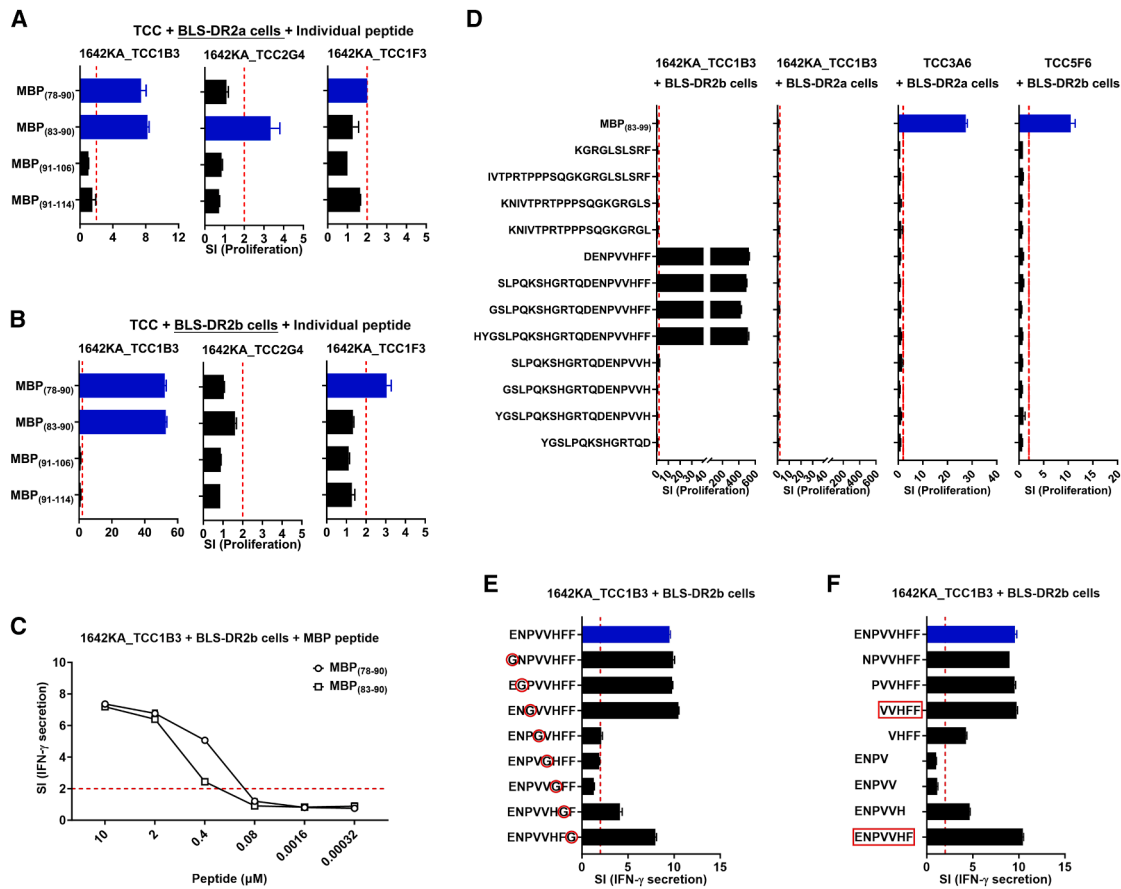 A
TCC + BLS-DR2a cells + Individual peptide
1642KA_TCC1B3 1642KA_TCC2G4 1642KA_TCC1F3
MBP(78-90)
MBP(83-90)
MBP(91-106)
MBP(91-114)
0 4 8 12 0 1 2 3 4 5 0 1 2 3 4 5
SI (Proliferation)
B
TCC + BLS-DR2b cells + Individual peptide
1642KA_TCC1B3 1642KA_TCC2G4 1642KA_TCC1F3
MBP(78-90)
MBP(83-90)
MBP(91-106)
MBP(91-114)
0 20 40 60 0 1 2 3 4 5 0 1 2 3 4 5
SI (Proliferation)
C
1642KA_TCC1B3 + BLS-DR2b cells + MBP peptide
MBP(78-90)
MBP(83-90)
SI (IFN-γ secretion)
10
8
6
4
2
0
10 2 0.4 0.08 0.0016 0.00032
Peptide (µM)
D
1642KA_TCC1B3 1642KA_TCC1B3 TCC3A6 TCC5F6
+ BLS-DR2b cells + BLS-DR2a cells + BLS-DR2a cells + BLS-DR2b cells
MBP(83-99)
KGRGLSLSRF
IVTPRTPPPSQGKGRGLSLSRF
KNIVTPRTPPPSQGKGRGLS
KNIVTPRTPPPSQGKGRGL
DENPVVHFF
SLPQKSHGRTQDENPVVHFF
GSLPQKSHGRTQDENPVVHFF
HYGSLPQKSHGRTQDENPVVHFF
SLPQKSHGRTQDENPVVH
GSLPQKSHGRTQDENPVVH
YGSLPQKSHGRTQDENPVVH
YGSLPQKSHGRTQD
0 10 20 30 40 200 400 600 0 10 20 30 40 200 400 600 0 10 20 30 40 0 5 10 15 20
SI (Proliferation) SI (Proliferation) SI (Proliferation) SI (Proliferation)
E
1642KA_TCC1B3 + BLS-DR2b cells
ENPVVHFF
GNPVVHFF
EGPVVHFF
ENGVVHFF
ENPGVHFF
ENPVGHFF
ENPVVGFF
ENPVVHGF
ENPVVHFG
0 5 10 15
SI (IFN-γ secretion)
F
1642KA_TCC1B3 + BLS-DR2b cells
ENPVVHFF
NPVVHFF
PVVHFF
VVHFF
VHFF
ENPV
ENPVV
ENPVVH
ENPVVHF
0 5 10 15
SI (IFN-γ secretion)